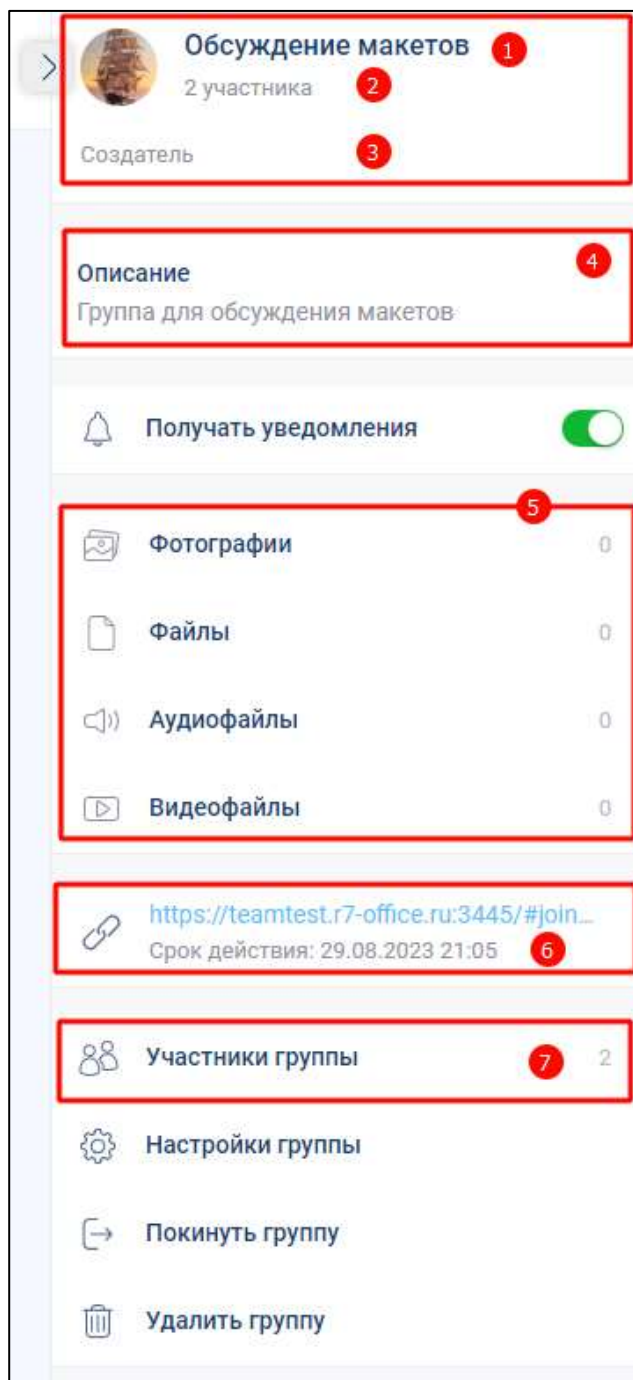 Обсуждение макетов 1
2 участника 2
Создатель 3
4
Описание
Группа для обсуждения макетов
Получать уведомления
5
Фотографии 0
Файлы 0
Аудиофайлы 0
Видеофайлы 0
https://teamtest.r7-office.ru:3445/#join...
Срок действия: 29.08.2023 21:05 6
Участники группы 7 2
Настройки группы
Покинуть группу
Удалить группу